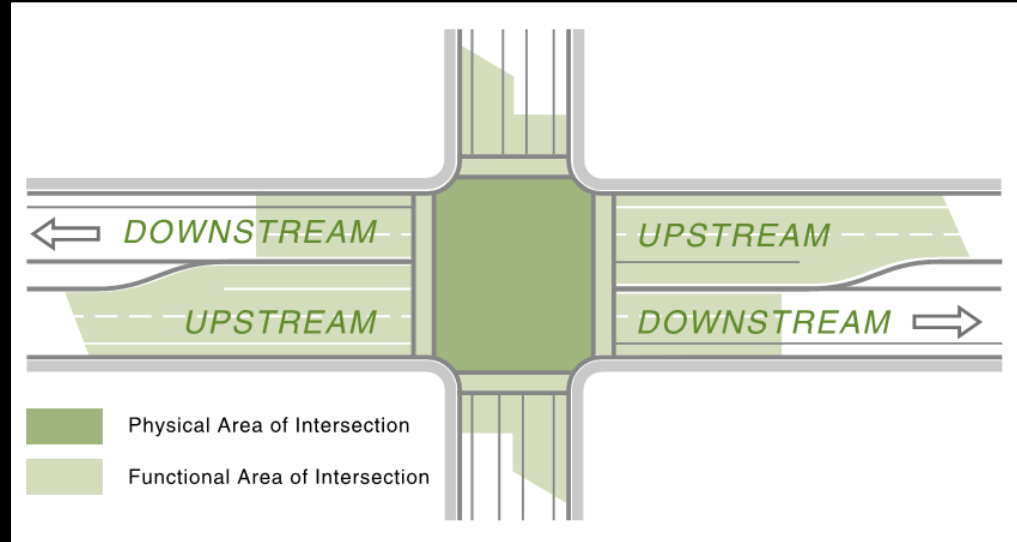 DOWNSTREAM
UPSTREAM
UPSTREAM
DOWNSTREAM
Physical Area of Intersection
Functional Area of Intersection